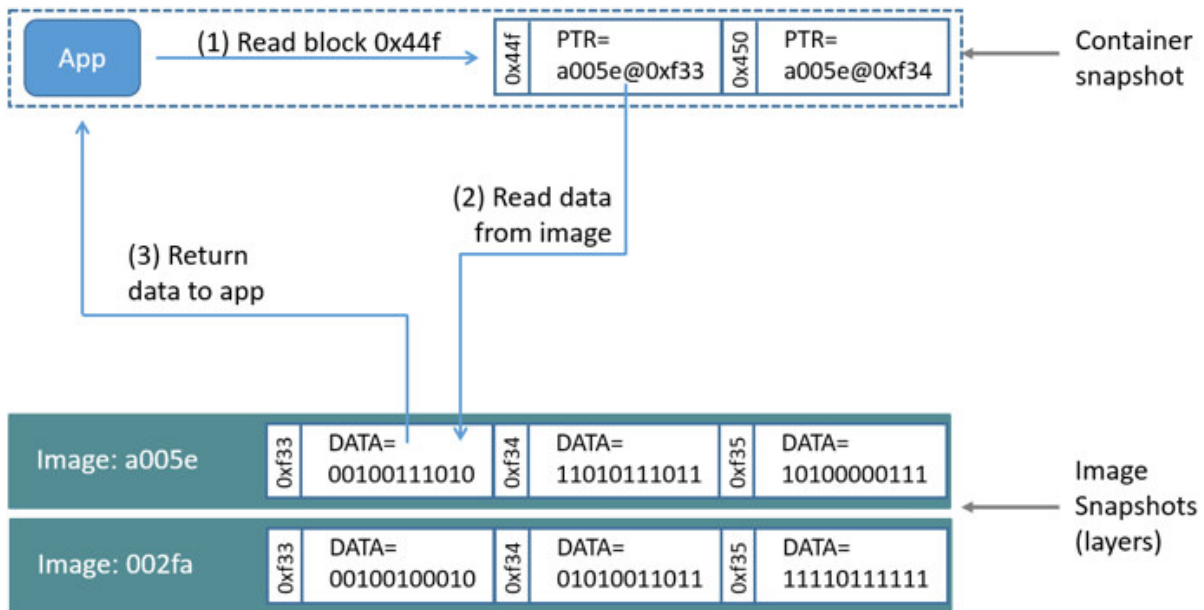 App
(1) Read block 0x44f
0x44f
PTR=
a005e@0xf33
0x450
PTR=
a005e@0xf34
Container
snapshot
(2) Read data
from image
(3) Return
data to app
Image: a005e
0xf33
DATA=
00100111010
0xf34
DATA=
11010111011
0xf35
DATA=
10100000111
Image
Snapshots
(layers)
Image: 002fa
0xf33
DATA=
00100100010
0xf34
DATA=
01010011011
0xf35
DATA=
11110111111